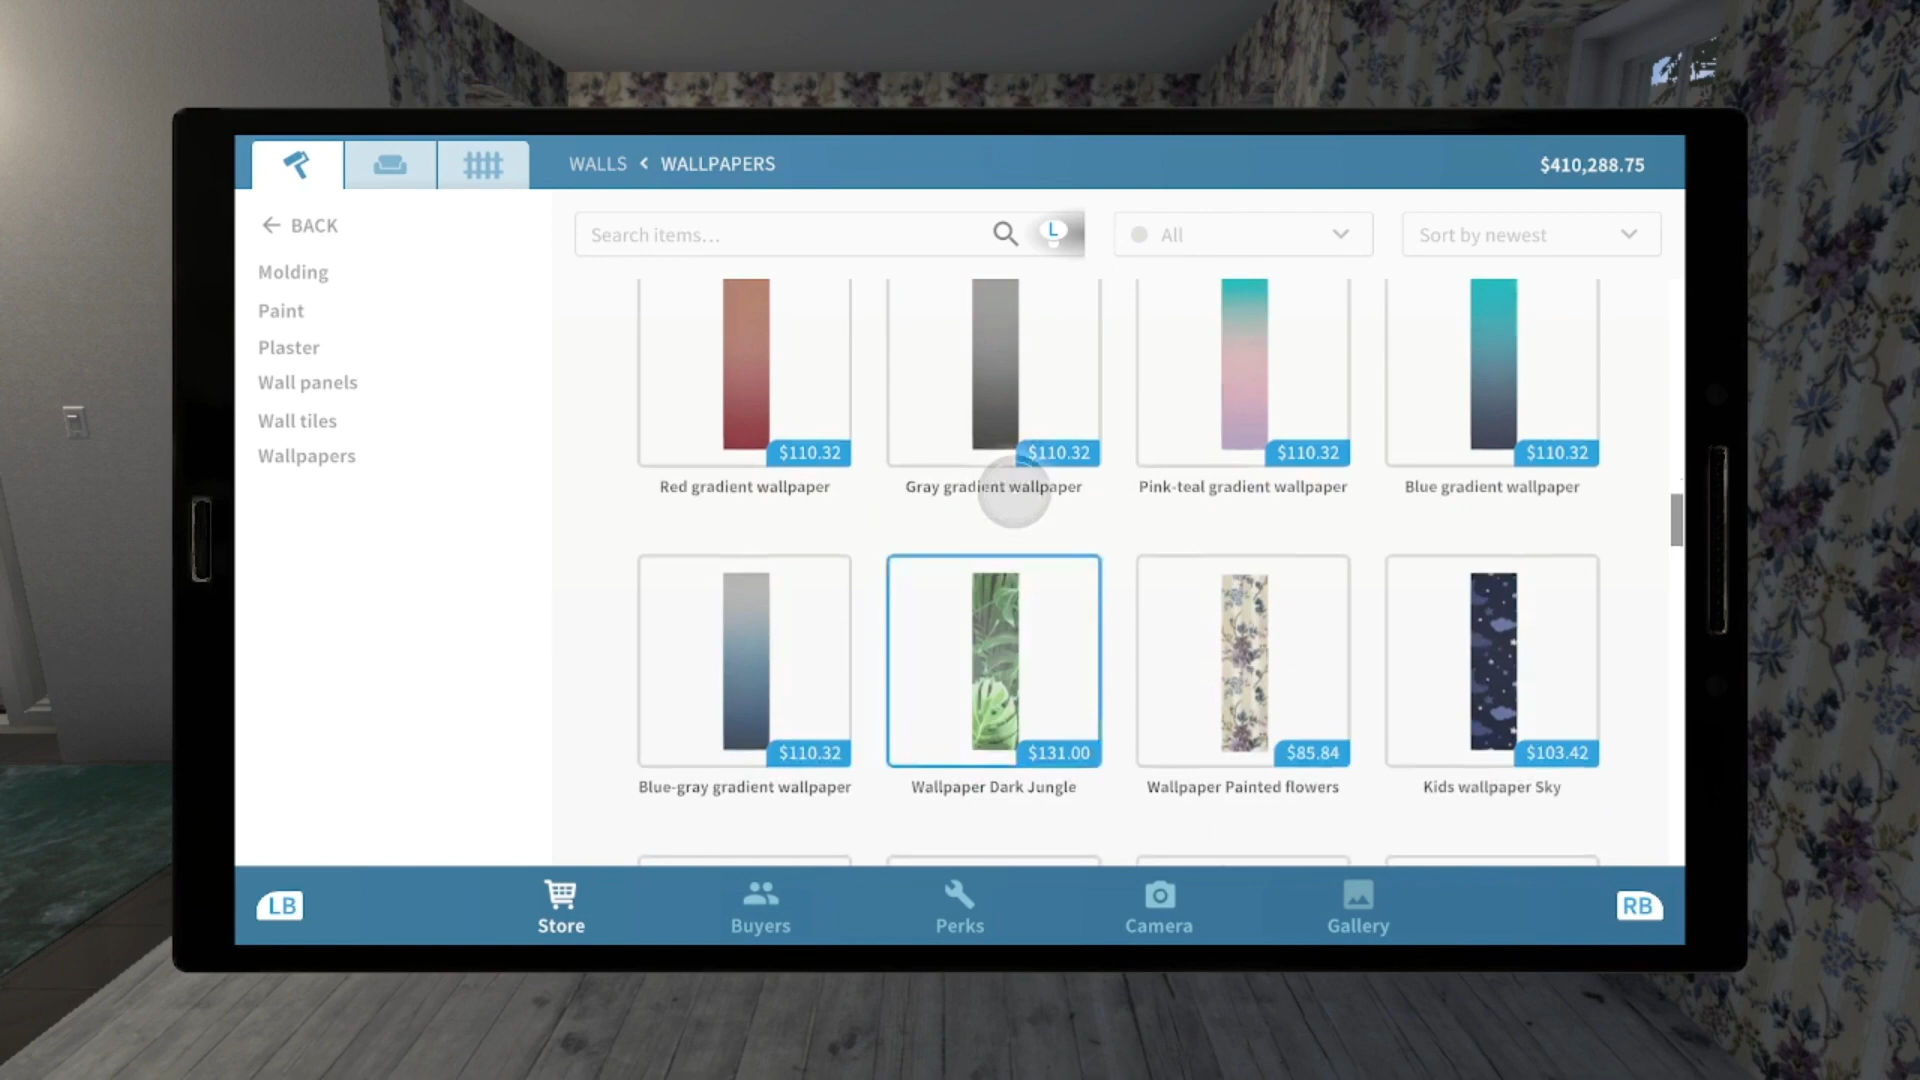 WALLS < WALLPAPERS
$410,288.75
BACK
Molding
Paint
Plaster
Wall panels
Wall tiles
Wallpapers
Search items...
L
All
Sort by newest
$110.32
$110.32
$110.32
$110.32
Red gradient wallpaper
Gray gradient wallpaper
Pink-teal gradient wallpaper
Blue gradient wallpaper
$110.32
$131.00
$85.84
$103.42
Blue-gray gradient wallpaper
Wallpaper Dark Jungle
Wallpaper Painted flowers
Kids wallpaper Sky
LB
Store
Buyers
Perks
Camera
Gallery
RB